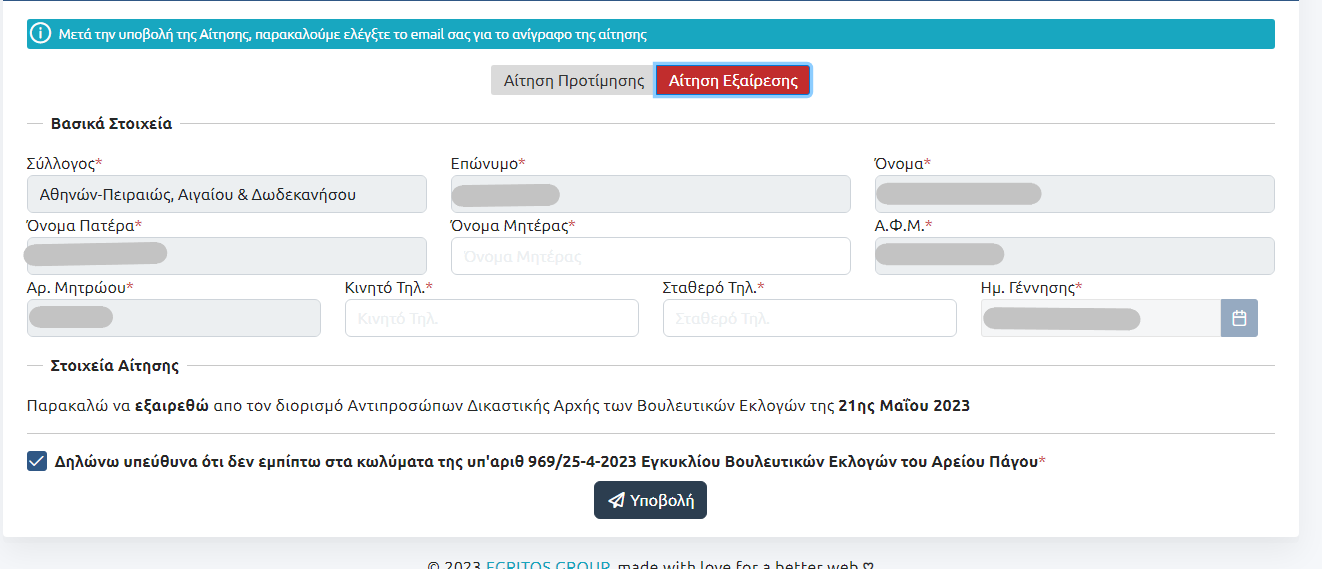 Μετά την υποβολή της Αίτησης, παρακαλούμε ελέγξτε το email σας για το ανίγραφο της αίτησης
Αίτηση Προτίμησης Αίτηση Εξαίρεσης
Βασικά Στοιχεία
Σύλλογος* Επώνυμο* Όνομα*
Αθηνών-Πειραιώς, Αιγαίου & Δωδεκανήσου
Όνομα Πατέρα* Όνομα Μητέρας* Α.Φ.Μ.*
Όνομα Μητέρας
Αρ. Μητρώου* Κινητό Τηλ.* Σταθερό Τηλ.* Ημ. Γέννησης*
Κινητό Τηλ. Σταθερό Τηλ.
Στοιχεία Αίτησης
Παρακαλώ να εξαιρεθώ απο τον διορισμό Αντιπροσώπων Δικαστικής Αρχής των Βουλευτικών Εκλογών της 21ης Μαΐου 2023
Δηλώνω υπεύθυνα ότι δεν εμπίπτω στα κωλύματα της υπ'αριθ 969/25-4-2023 Εγκυκλίου Βουλευτικών Εκλογών του Αρείου Πάγου*
Υποβολή
© 2023 EGRITOS GROUP, made with love for a better web